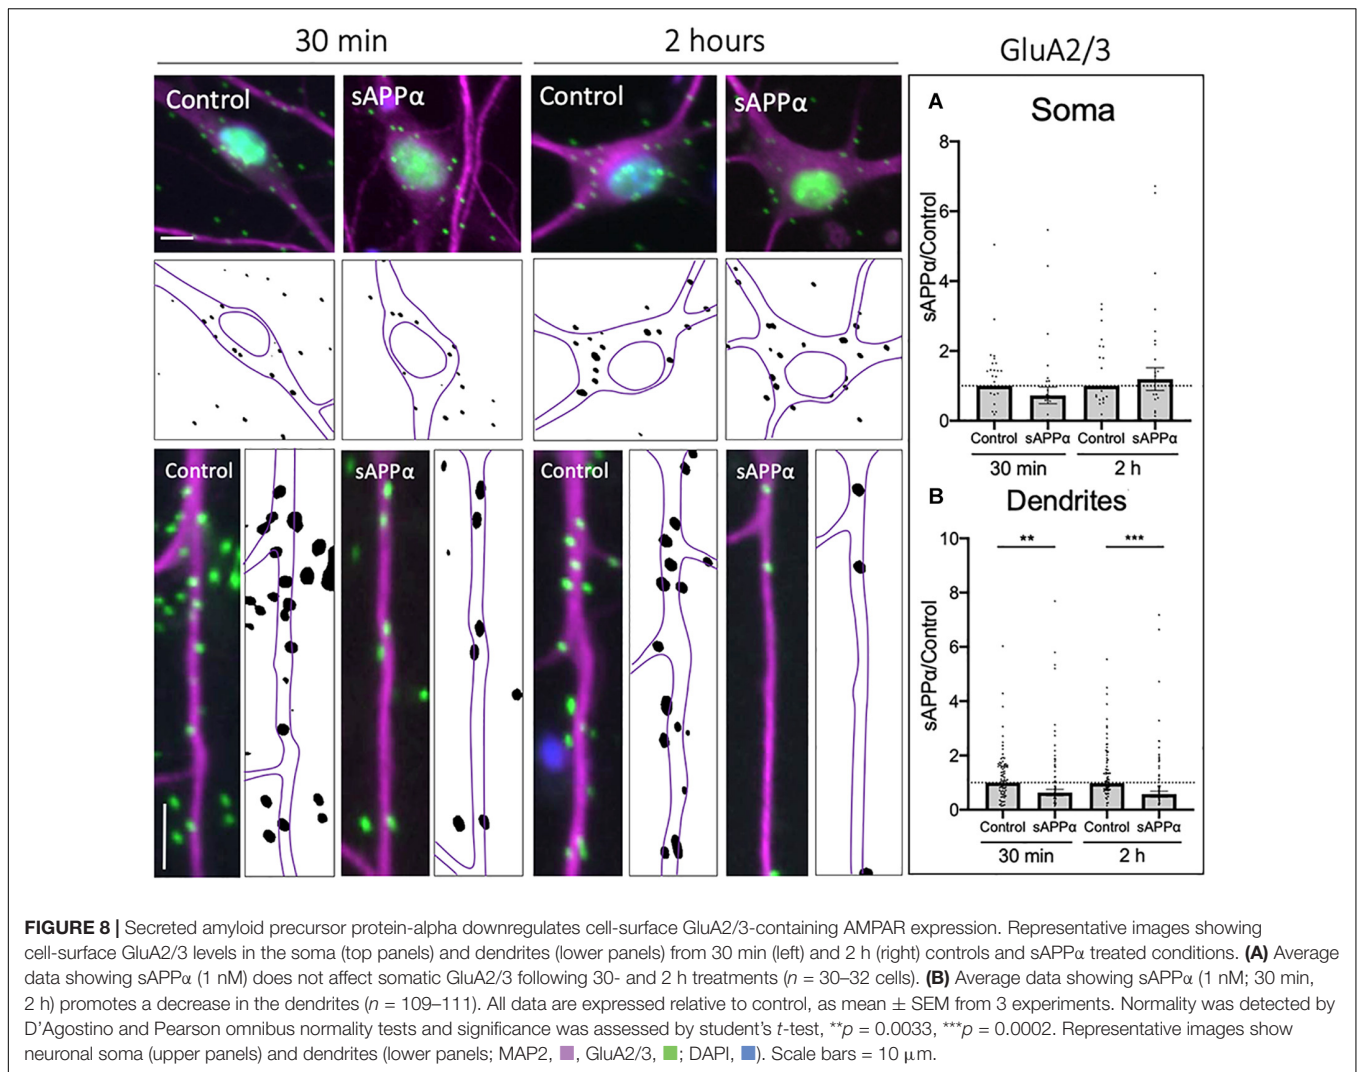 30 min
2 hours
GluA2/3
Control
sAPPα
Control
sAPPα
Control
sAPPα
Control
sAPPα
A
Soma
8
6
4
2
0
sAPPα/Control
Control sAPPα Control sAPPα
30 min 2 h
B
Dendrites
** ***
10
8
6
4
2
0
sAPPα/Control
Control sAPPα Control sAPPα
30 min 2 h
FIGURE 8 | Secreted amyloid precursor protein-alpha downregulates cell-surface GluA2/3-containing AMPAR expression. Representative images showing
cell-surface GluA2/3 levels in the soma (top panels) and dendrites (lower panels) from 30 min (left) and 2 h (right) controls and sAPPα treated conditions. (A) Average
data showing sAPPα (1 nM) does not affect somatic GluA2/3 following 30- and 2 h treatments (n = 30–32 cells). (B) Average data showing sAPPα (1 nM; 30 min,
2 h) promotes a decrease in the dendrites (n = 109–111). All data are expressed relative to control, as mean ± SEM from 3 experiments. Normality was detected by
D’Agostino and Pearson omnibus normality tests and significance was assessed by student’s t-test, **p = 0.0033, ***p = 0.0002. Representative images show
neuronal soma (upper panels) and dendrites (lower panels; MAP2, ■, GluA2/3, ■; DAPI, ■). Scale bars = 10 μm.